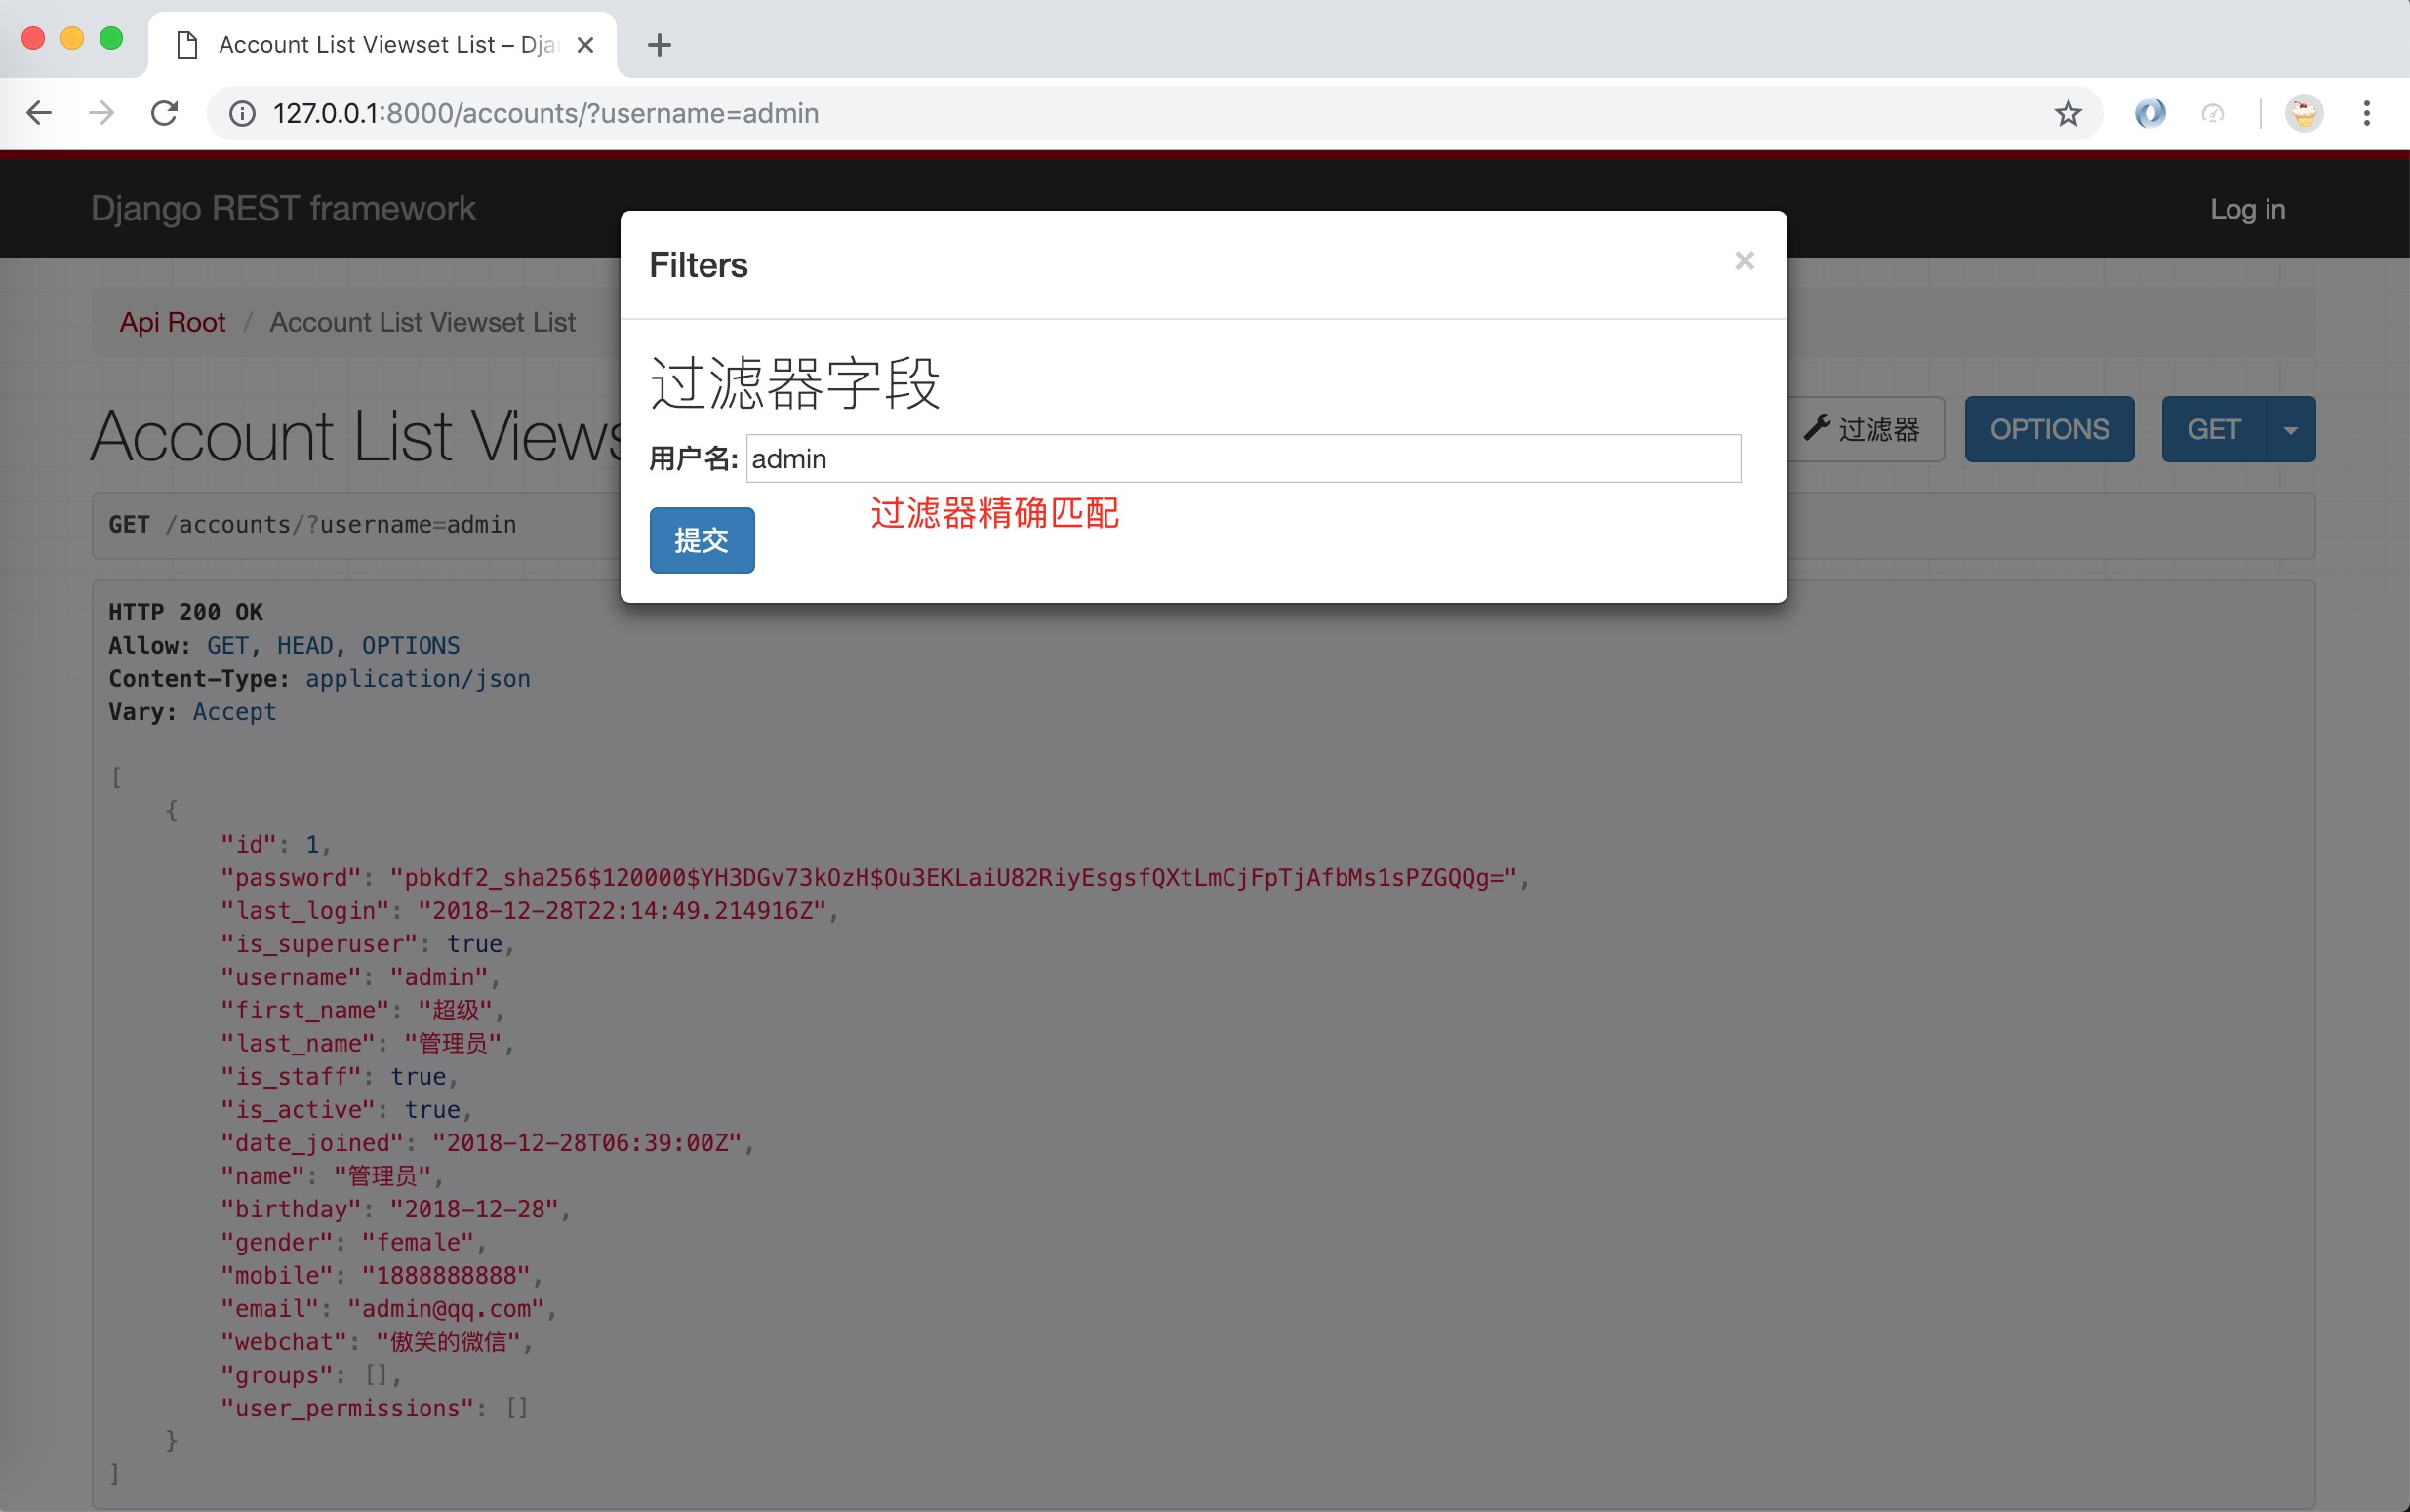 Account List Viewset List – Dja
127.0.0.1:8000/accounts/?username=admin
Django REST framework
Log in
Api Root / Account List Viewset List
Account List Views
过滤器
OPTIONS
GET
Filters
×
过滤器字段
用户名: admin
过滤器精确匹配
提交
GET /accounts/?username=admin
HTTP 200 OK
Allow: GET, HEAD, OPTIONS
Content-Type: application/json
Vary: Accept
[
{
"id": 1,
"password": "pbkdf2_sha256$120000$YH3DGv73kOzH$Ou3EKLaiU82RiyEsgsfQXtLmCjFpTjAfbMs1sPZGQQg=",
"last_login": "2018-12-28T22:14:49.214916Z",
"is_superuser": true,
"username": "admin",
"first_name": "超级",
"last_name": "管理员",
"is_staff": true,
"is_active": true,
"date_joined": "2018-12-28T06:39:00Z",
"name": "管理员",
"birthday": "2018-12-28",
"gender": "female",
"mobile": "1888888888",
"email": "admin@qq.com",
"webchat": "傲笑的微信",
"groups": [],
"user_permissions": []
}
]